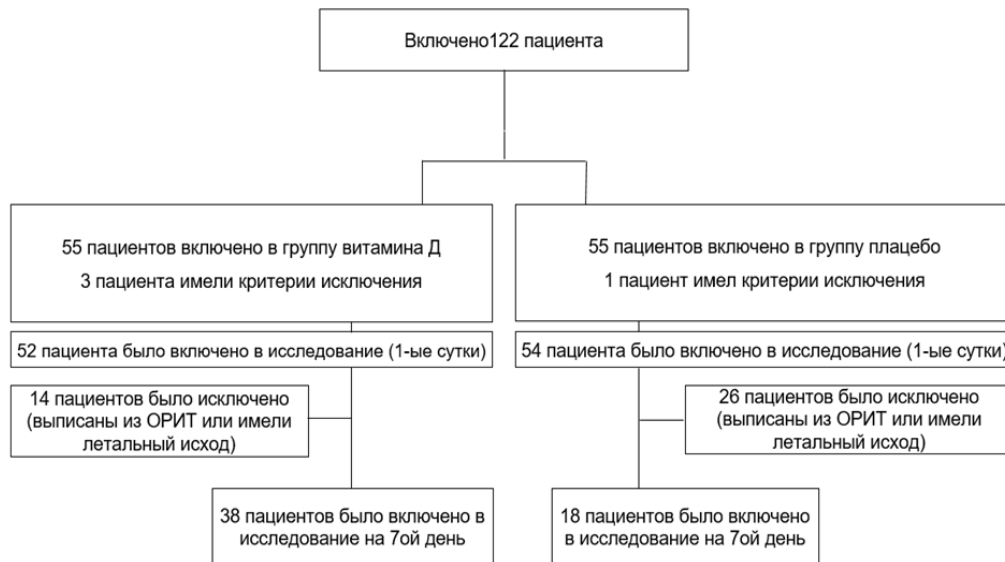 Включено122 пациента
55 пациентов включено в группу витамина Д
3 пациента имели критерии исключения
55 пациентов включено в группу плацебо
1 пациент имел критерии исключения
52 пациента было включено в исследование (1-ые сутки)
54 пациента было включено в исследование (1-ые сутки)
14 пациентов было исключено
(выписаны из ОРИТ или имели
летальный исход)
26 пациентов было исключено
(выписаны из ОРИТ или имели
летальный исход)
38 пациентов было включено в
исследование на 7ой день
18 пациентов было включено
в исследование на 7ой день